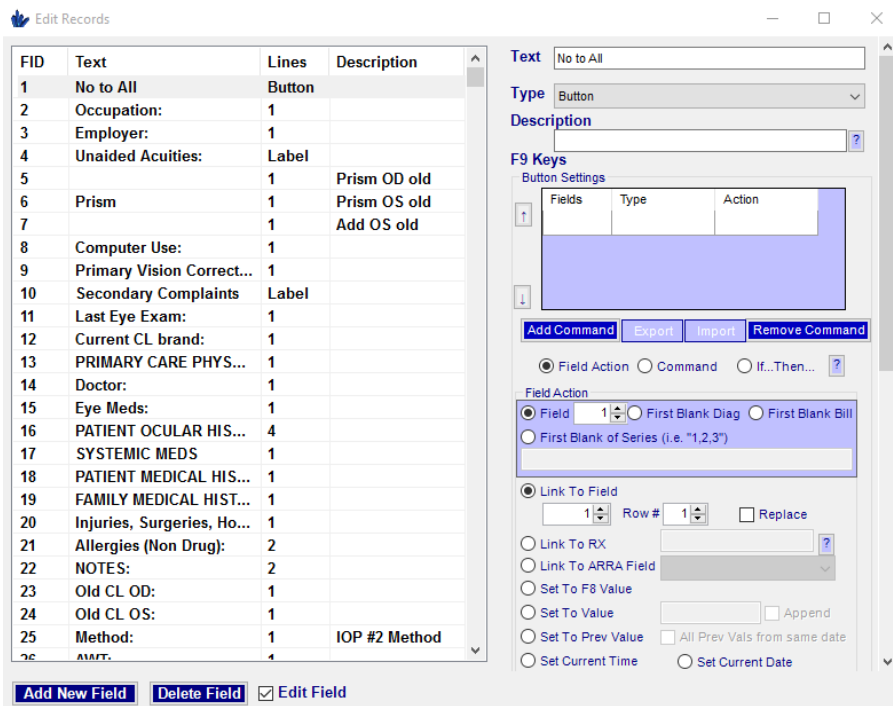 Edit Records
FID Text Lines Description
1 No to All Button
2 Occupation: 1
3 Employer: 1
4 Unaided Acuities: Label
5 1 Prism OD old
6 Prism 1 Prism OS old
7 1 Add OS old
8 Computer Use: 1
9 Primary Vision Correct... 1
10 Secondary Complaints Label
11 Last Eye Exam: 1
12 Current CL brand: 1
13 PRIMARY CARE PHYS... 1
14 Doctor: 1
15 Eye Meds: 1
16 PATIENT OCULAR HIS... 4
17 SYSTEMIC MEDS 1
18 PATIENT MEDICAL HIS... 1
19 FAMILY MEDICAL HIST... 1
20 Injuries, Surgeries, Ho... 1
21 Allergies (Non Drug): 2
22 NOTES: 2
23 Old CL OD: 1
24 Old CL OS: 1
25 Method: 1 IOP #2 Method
26 AWT: 1
Add New Field Delete Field Edit Field
Text No to All
Type Button
Description
?
F9 Keys
Button Settings
Fields Type Action
Add Command Export Import Remove Command
Field Action Command If...Then... ?
Field Action
Field 1 First Blank Diag First Blank Bill
First Blank of Series (i.e. "1,2,3")
Link To Field
1 Row # 1 Replace
Link To RX ?
Link To ARRA Field
Set To F8 Value
Set To Value Append
Set To Prev Value All Prev Vals from same date
Set Current Time Set Current Date